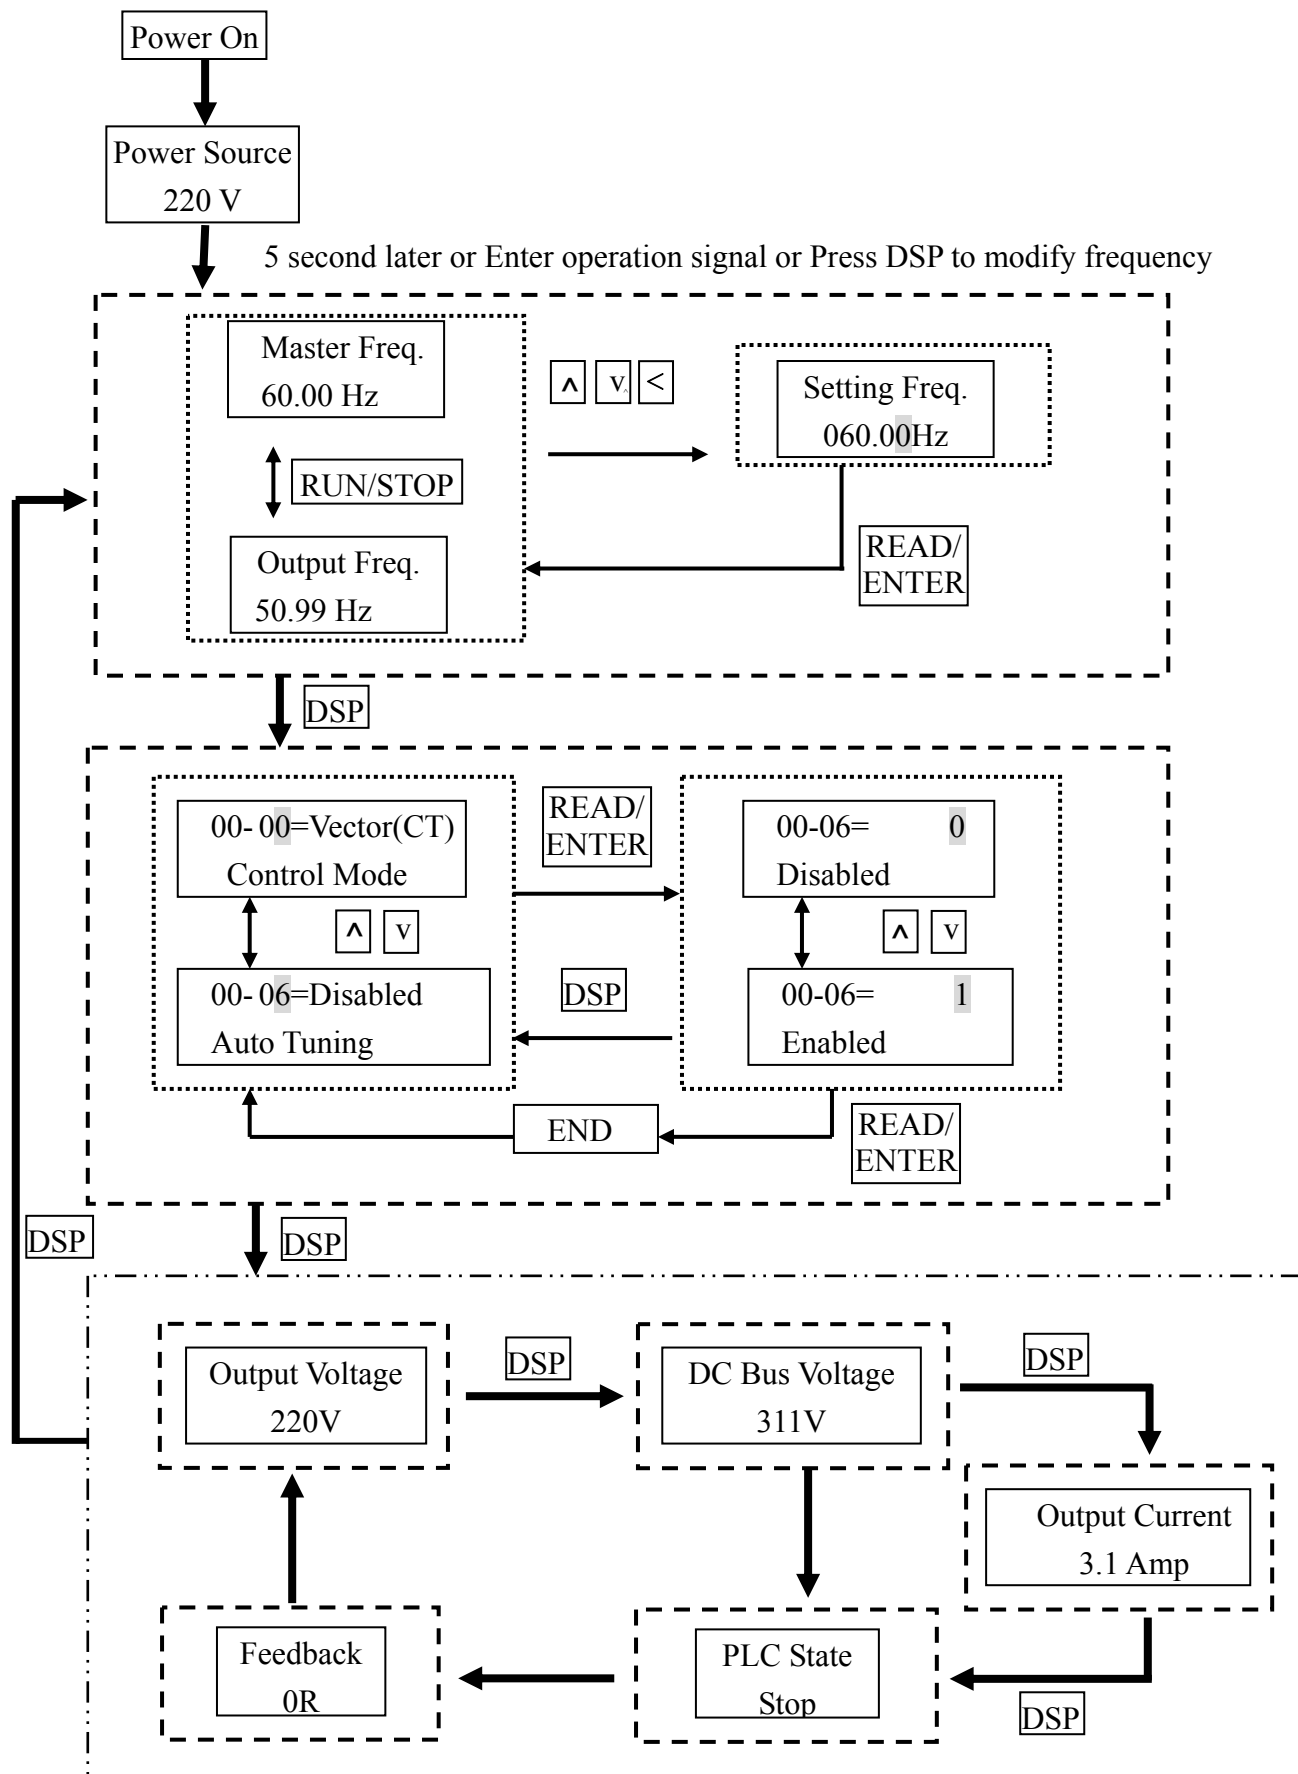 Power On
Power Source
220 V
5 second later or Enter operation signal or Press DSP to modify frequency
Master Freq.
60.00 Hz
^ v ^ <
Setting Freq.
060.00Hz
RUN/STOP
READ/
ENTER
Output Freq.
50.99 Hz
DSP
00-00=Vector(CT)
Control Mode
READ/
ENTER
00-06= 0
Disabled
^ v
^ v
00-06=Disabled
Auto Tuning
DSP
00-06= 1
Enabled
END
READ/
ENTER
DSP
DSP
Output Voltage
220V
DSP
DC Bus Voltage
311V
DSP
Output Current
3.1 Amp
Feedback
0R
PLC State
Stop
DSP